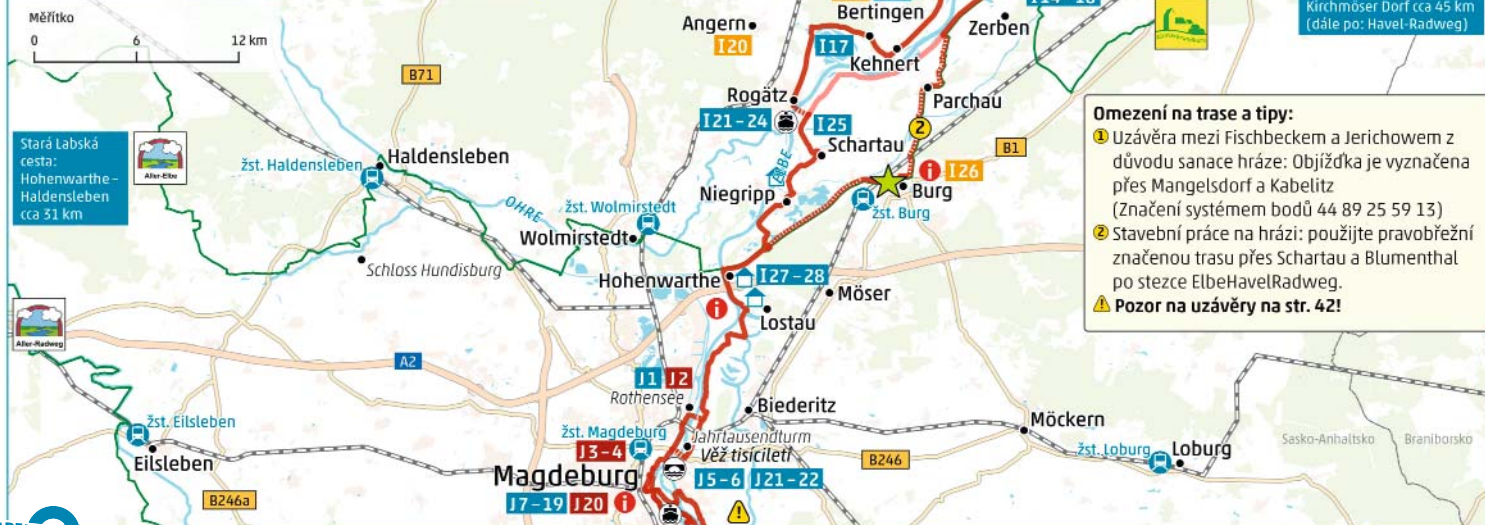 Měřítko
0 6 12 km
Angern
I20
Bertingen
I17
Kehnert
Zerben
Kirchmöser Dorf cca 45 km
(dále po: Havel-Radweg)
B71
Rogätz
I21-24
I25
Parchau
2
Schartau
B1
Omezení na trase a tipy:
1 Uzávěra mezi Fischbeckem a Jerichowem z
důvodu sanace hráze: Objížďka je vyznačena
přes Mangelsdorf a Kabelitz
(Značení systémem bodů 44 89 25 59 13)
2 Stavební práce na hrázi: použijte pravobřežní
značenou trasu přes Schartau a Blumenthal
po stezce ElbeHavelRadweg.
Pozor na uzávěry na str. 42!
Stará Labská
cesta:
Hohenwarthe –
Haldensleben
cca 31 km
Aller-Elbe
žst. Haldensleben
Haldensleben
OHRE
žst. Wolmirstedt
Wolmirstedt
Schloss Hundisburg
Niegripp
i
I26
Burg
žst. Burg
Hohenwarthe
I27-28
Möser
i
Lostau
Aller-Radweg
A2
J1 J2
Rothensee
Biederitz
žst. Eilsleben
Eilsleben
B246a
žst. Magdeburg
J3-4
Magdeburg
J7-19 J20 i
Jahrtausendturm
Věž tisíciletí
J5-6 J21-22
B246
Möckern
žst. Loburg
Loburg
Sasko-Anhaltsko
Braniborsko